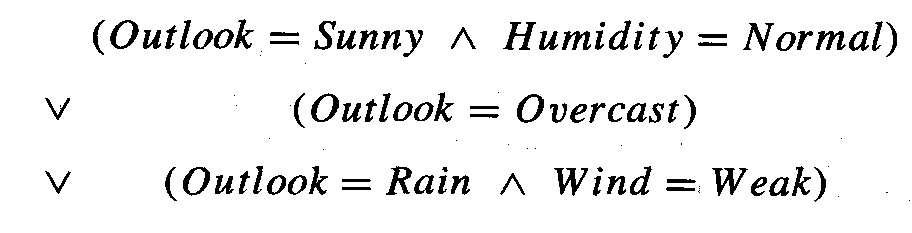 (Outlook = Sunny ∧ Humidity = Normal)
∨ (Outlook = Overcast)
∨ (Outlook = Rain ∧ Wind = Weak)